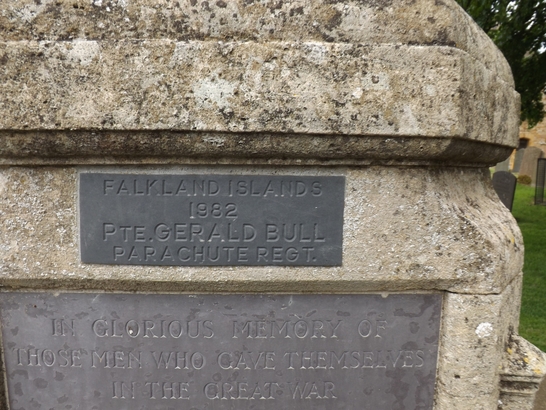 FALKLAND ISLANDS
1982
PTE. GERALD BULL
PARACHUTE REGT.
IN GLORIOUS MEMORY OF
THOSE MEN WHO GAVE THEMSELVES
IN THE GREAT WAR